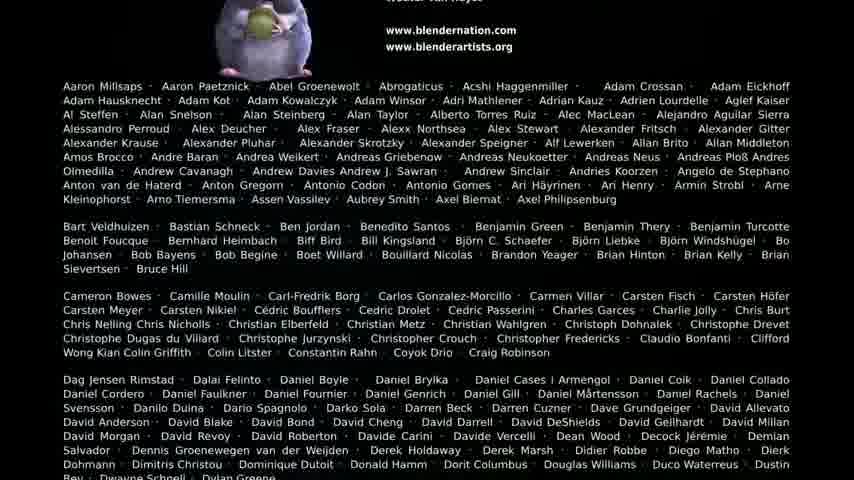 www.blendernation.com
www.blenderartists.org
Aaron Millsaps · Aaron Paetznick · Abel Groenewolt · Abrogaticus · Acshi Haggenmiller · Adam Crossan · Adam Eickhoff
Adam Hausknecht · Adam Kot · Adam Kowalczyk · Adam Winsor · Adri Mathlener · Adrian Kauz · Adrien Lourdelle · Aglef Kaiser
Al Steffen · Alan Snelson · Alan Steinberg · Alan Taylor · Alberto Torres Ruiz · Alec MacLean · Alejandro Aguilar Sierra
Alessandro Perroud · Alex Deucher · Alex Fraser · Alexx Northsea · Alex Stewart · Alexander Fritsch · Alexander Gitter
Alexander Krause · Alexander Pluhar · Alexander Skrotzky · Alexander Speigner · Alf Lewerken · Allan Brito · Allan Middleton
Amos Brocco · Andre Baran · Andrea Weikert · Andreas Griebenow · Andreas Neukoetter · Andreas Neus · Andreas Ploß Andres
Olmedilla · Andrew Cavanagh · Andrew Davies Andrew J. Sawran · Andrew Sinclair · Andries Koorzen · Angelo de Stephano
Anton van de Haterd · Anton Gregorn · Antonio Codon · Antonio Gomes · Ari Häyrinen · Ari Henry · Armin Strobl · Arne
Kleinophorst · Arno Tiemersma · Assen Vassilev · Aubrey Smith · Axel Biernat · Axel Philipsenburg
Bart Veldhuizen · Bastian Schneck · Ben Jordan · Benedito Santos · Benjamin Green · Benjamin Thery · Benjamin Turcotte
Benoit Foucque · Bernhard Heimbach · Biff Bird · Bill Kingsland · Björn C. Schaefer · Björn Liebke · Björn Windshügel · Bo
Johansen · Bob Bayens · Bob Begine · Boet Willard · Bouillard Nicolas · Brandon Yeager · Brian Hinton · Brian Kelly · Brian
Sievertsen · Bruce Hill
Cameron Bowes · Camille Moulin · Carl-Fredrik Borg · Carlos Gonzalez-Morcillo · Carmen Villar · Carsten Fisch · Carsten Höfer
Carsten Meyer · Carsten Nikiel · Cédric Boufflers · Cedric Drolet · Cedric Passerini · Charles Garces · Charlie Jolly · Chris Burt
Chris Nelling Chris Nicholls · Christian Elberfeld · Christian Metz · Christian Wahlgren · Christoph Dohnalek · Christophe Drevet
Christophe Dugas du Viliard · Christophe Jurzynski · Christopher Crouch · Christopher Fredericks · Claudio Bonfanti · Clifford
Wong Kian Colin Griffith · Colin Litster · Constantin Rahn · Coyok Drio · Craig Robinson
Dag Jensen Rimstad · Dalai Felinto · Daniel Boyle · Daniel Brylka · Daniel Cases i Armengol · Daniel Coik · Daniel Collado
Daniel Cordero · Daniel Faulkner · Daniel Fournier · Daniel Genrich · Daniel Gill · Daniel Mårtensson · Daniel Rachels · Daniel
Svensson · Danilo Duina · Dario Spagnolo · Darko Sola · Darren Beck · Darren Cuzner · Dave Grundgeiger · David Allevato
David Anderson · David Blake · David Bond · David Cheng · David Darrell · David DeShields · David Geilhardt · David Millan
David Morgan · David Revoy · David Roberton · Davide Carini · Davide Vercelli · Dean Wood · Decock Jérémie · Demian
Salvador · Dennis Groenewegen van der Weijden · Derek Holdaway · Derek Marsh · Didier Robbe · Diego Matho · Dierk
Dohmann · Dimitris Christou · Dominique Dutoit · Donald Hamm · Dorit Columbus · Douglas Williams · Duco Waterreus · Dustin
Dwayne Schnell · Dylan Greene